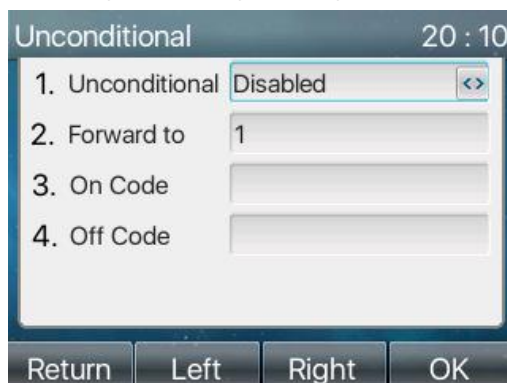 Unconditional 20 : 10
1. Unconditional Disabled <>
2. Forward to 1
3. On Code
4. Off Code
Return Left Right OK